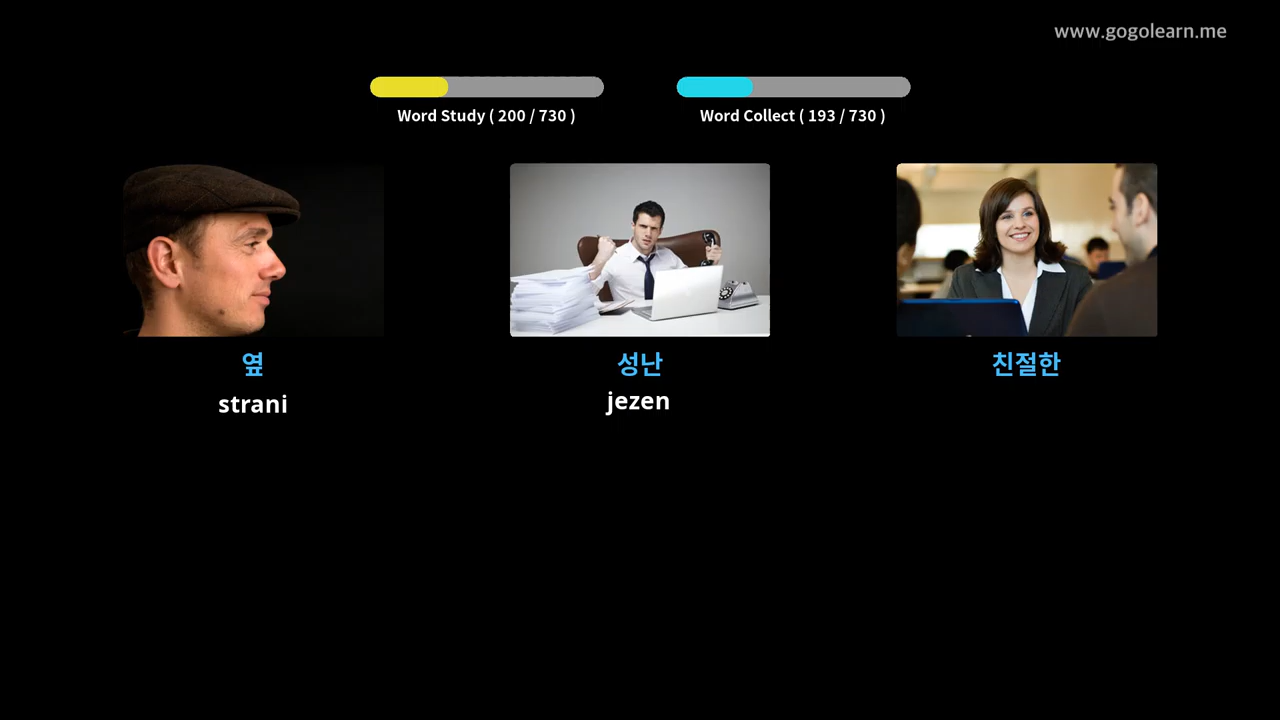 www.gogolearn.me
Word Study ( 200 / 730 )
Word Collect ( 193 / 730 )
옆
성난
친절한
strani
jezen